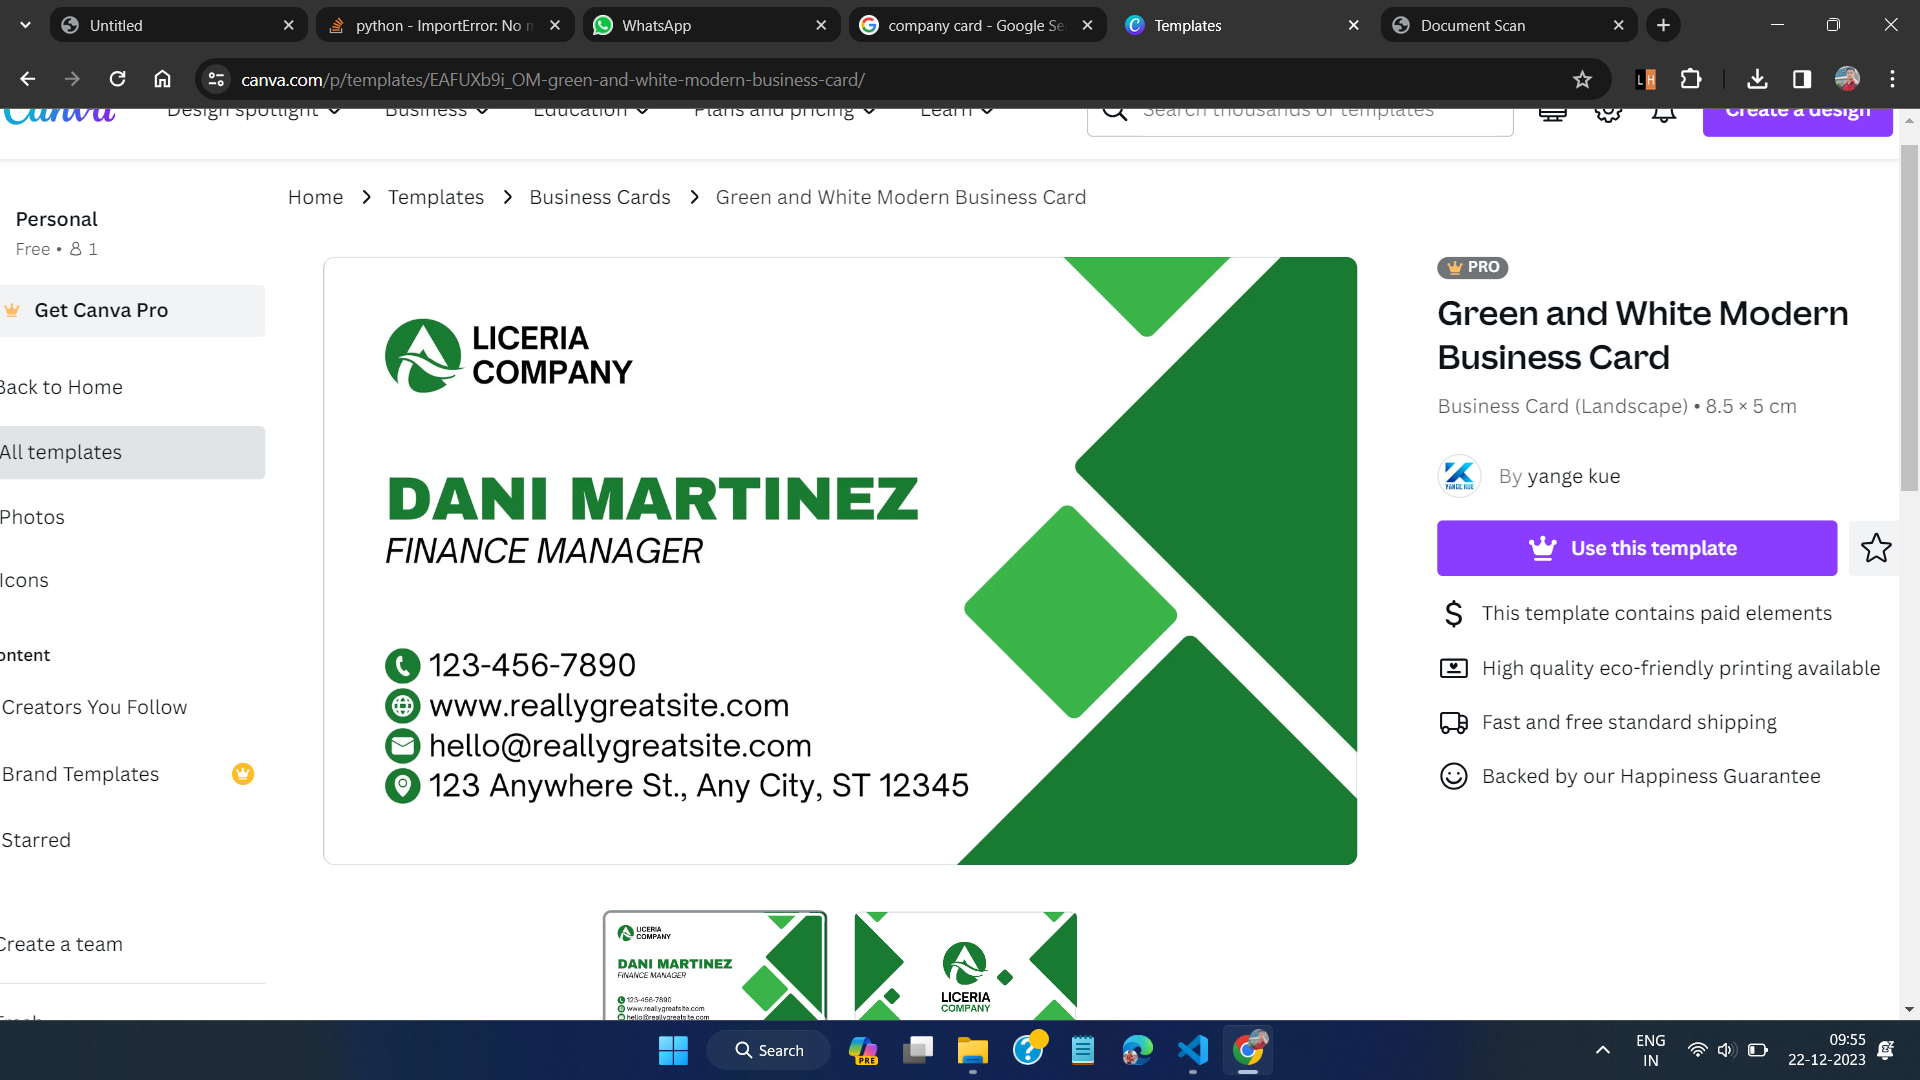 Untitled
python - ImportError: No m
WhatsApp
company card - Google Se
Templates
Document Scan
canva.com/p/templates/EAFUXb9i_OM-green-and-white-modern-business-card/
Canva
Design spotlight
Business
Education
Plans and pricing
Learn
Search thousands of templates
Create a design
Home
Templates
Business Cards
Green and White Modern Business Card
Personal
Free • 1
Get Canva Pro
Back to Home
All templates
Photos
Icons
ontent
Creators You Follow
Brand Templates
Starred
Create a team
LICERIA
COMPANY
DANI MARTINEZ
FINANCE MANAGER
123-456-7890
www.reallygreatsite.com
hello@reallygreatsite.com
123 Anywhere St., Any City, ST 12345
PRO
Green and White Modern
Business Card
Business Card (Landscape) • 8.5 × 5 cm
YANGE KUE
By yange kue
Use this template
This template contains paid elements
High quality eco-friendly printing available
Fast and free standard shipping
Backed by our Happiness Guarantee
LICERIA
COMPANY
DANI MARTINEZ
FINANCE MANAGER
123-456-7890
www.reallygreatsite.com
hello@reallygreatsite.com
LICERIA
COMPANY
Search
PRE
ENG
IN
09:55
22-12-2023